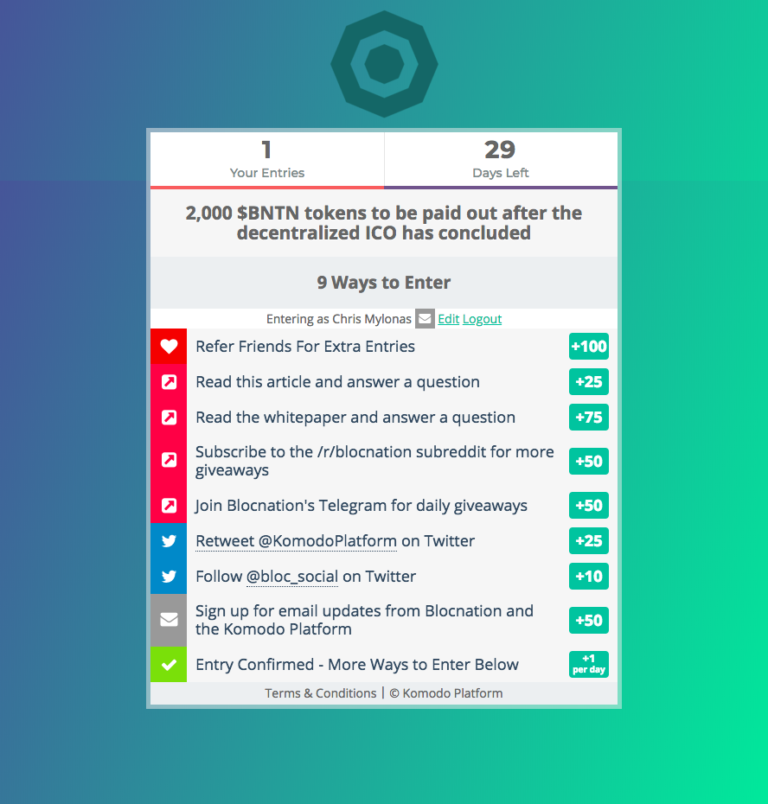 1
Your Entries
29
Days Left
2,000 $BNTN tokens to be paid out after the
decentralized ICO has concluded
9 Ways to Enter
Entering as Chris Mylonas Edit Logout
Refer Friends For Extra Entries +100
Read this article and answer a question +25
Read the whitepaper and answer a question +75
Subscribe to the /r/blocnation subreddit for more
giveaways +50
Join Blocnation's Telegram for daily giveaways +50
Retweet @KomodoPlatform on Twitter +25
Follow @bloc_social on Twitter +10
Sign up for email updates from Blocnation and
the Komodo Platform +50
Entry Confirmed - More Ways to Enter Below +1
per day
Terms & Conditions | © Komodo Platform